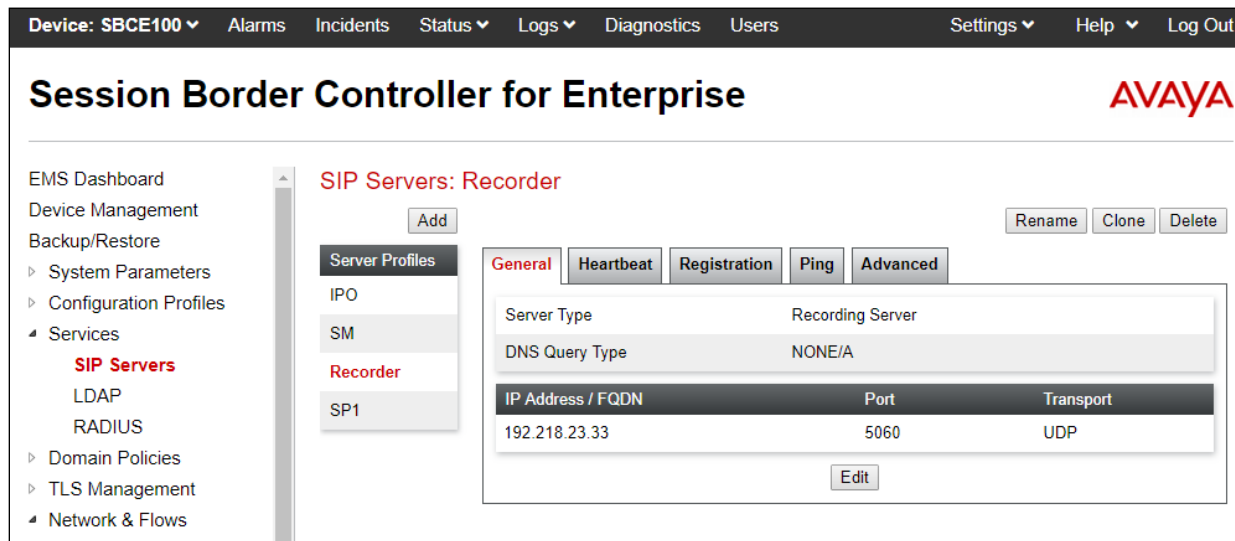 Device: SBCE100 Alarms Incidents Status Logs Diagnostics Users Settings Help Log Out
Session Border Controller for Enterprise
AVAYA
EMS Dashboard
Device Management
Backup/Restore
System Parameters
Configuration Profiles
Services
SIP Servers
LDAP
RADIUS
Domain Policies
TLS Management
Network & Flows
SIP Servers: Recorder
Add
Rename Clone Delete
Server Profiles
IPO
SM
Recorder
SP1
General Heartbeat Registration Ping Advanced
Server Type Recording Server
DNS Query Type NONE/A
IP Address / FQDN Port Transport
192.218.23.33 5060 UDP
Edit